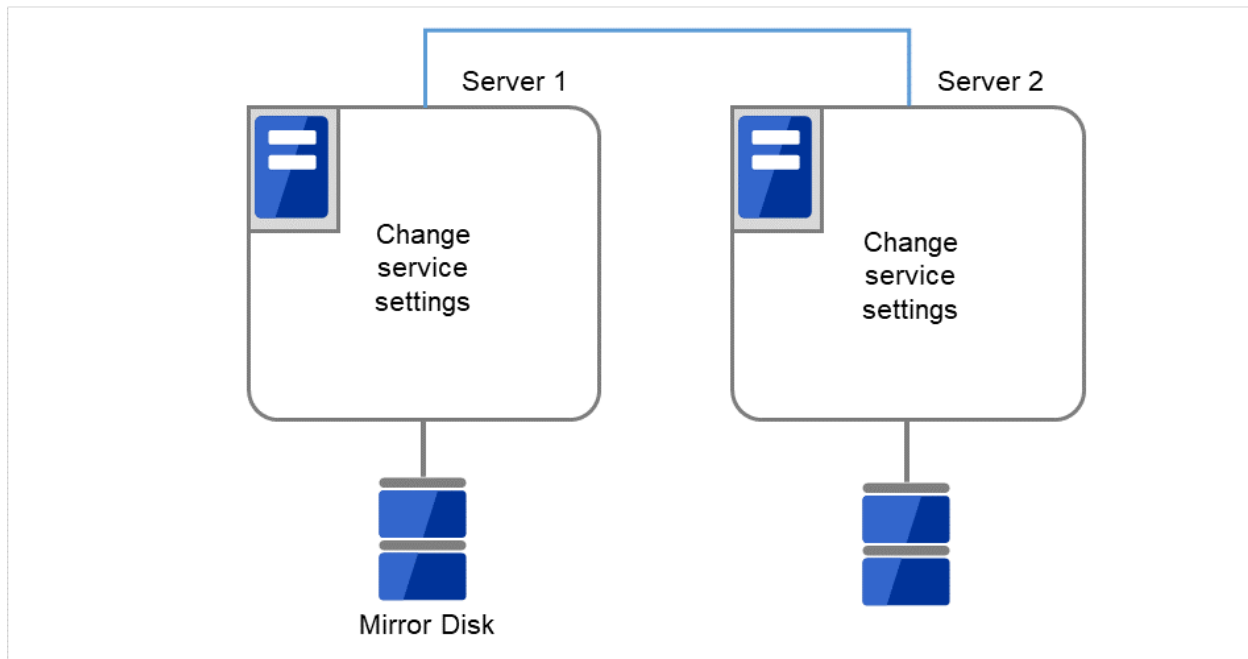 Server 1
Server 2
Change
service
settings
Change
service
settings
Mirror Disk